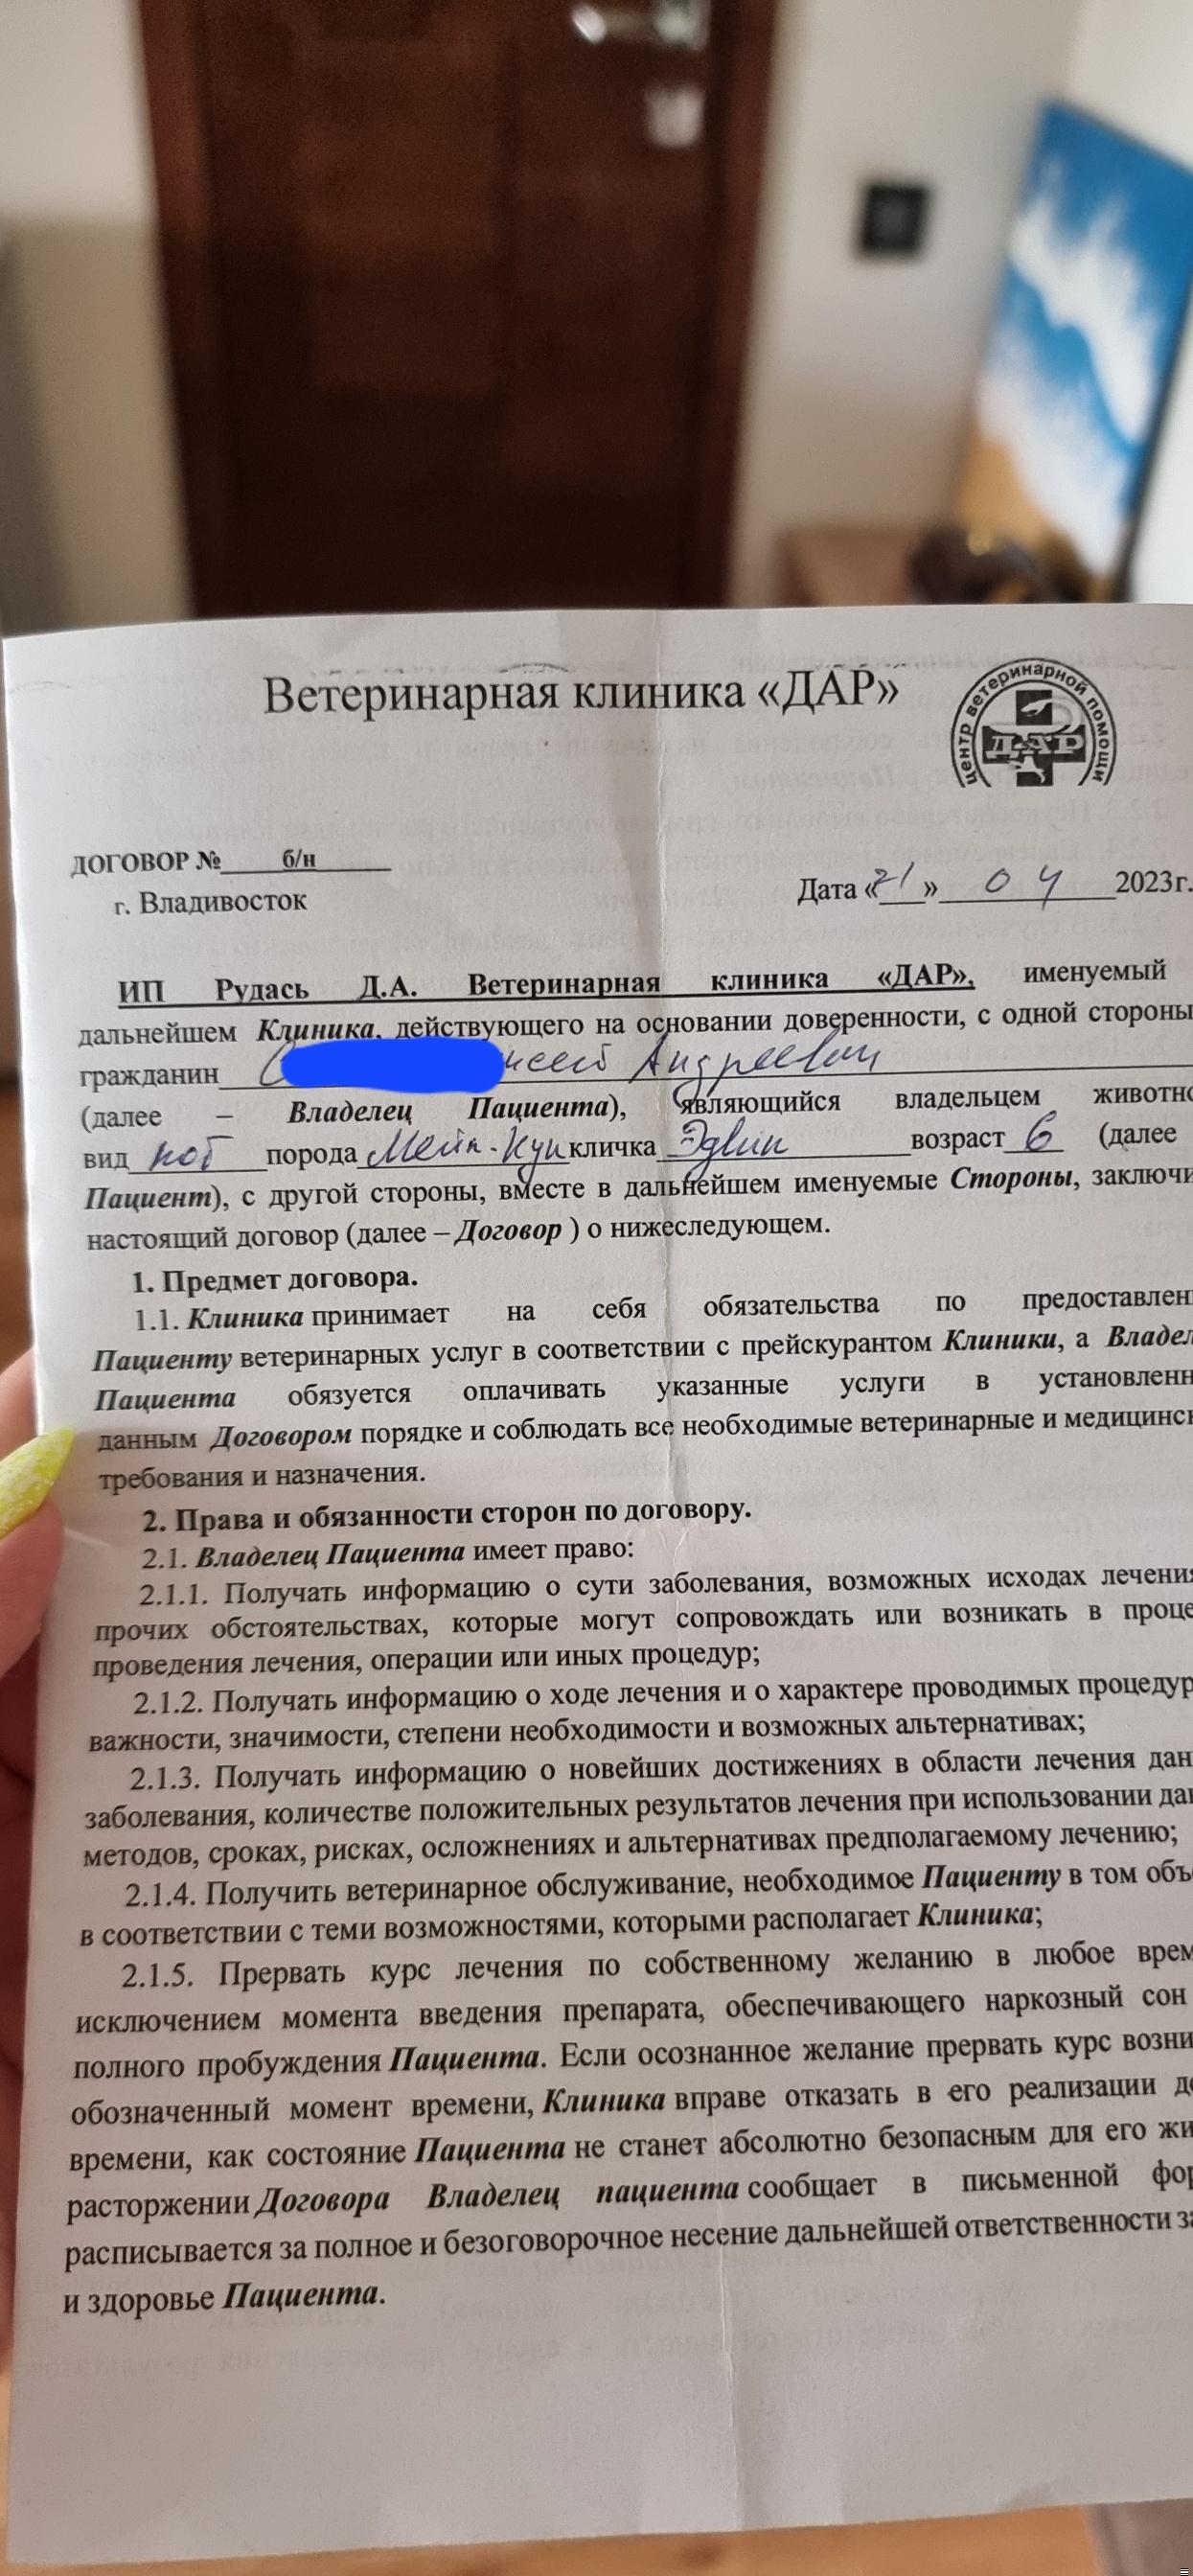 Ветеринарная клиника «ДАР»
центр ветеринарной помощи
ДАР
ДОГОВОР № б/н
г. Владивосток
Дата «21» 04 2023г.
ИП Рудась Д.А. Ветеринарная клиника «ДАР», именуемый
дальнейшем Клиника, действующего на основании доверенности, с одной стороны
гражданин Андреевич
(далее – Владелец Пациента), являющийся владельцем животно
вид кот порода Мейн-Кун кличка Эдвин возраст 6 (далее
Пациент), с другой стороны, вместе в дальнейшем именуемые Стороны, заключи
настоящий договор (далее – Договор ) о нижеследующем.
1. Предмет договора.
1.1. Клиника принимает на себя обязательства по предоставлен
Пациенту ветеринарных услуг в соответствии с прейскурантом Клиники, а Владел
Пациента обязуется оплачивать указанные услуги в установленн
данным Договором порядке и соблюдать все необходимые ветеринарные и медицинск
требования и назначения.
2. Права и обязанности сторон по договору.
2.1. Владелец Пациента имеет право:
2.1.1. Получать информацию о сути заболевания, возможных исходах лечения
прочих обстоятельствах, которые могут сопровождать или возникать в проце
проведения лечения, операции или иных процедур;
2.1.2. Получать информацию о ходе лечения и о характере проводимых процедур
важности, значимости, степени необходимости и возможных альтернативах;
2.1.3. Получать информацию о новейших достижениях в области лечения дан
заболевания, количестве положительных результатов лечения при использовании дан
методов, сроках, рисках, осложнениях и альтернативах предполагаемому лечению;
2.1.4. Получить ветеринарное обслуживание, необходимое Пациенту в том объ
в соответствии с теми возможностями, которыми располагает Клиника;
2.1.5. Прервать курс лечения по собственному желанию в любое врем
исключением момента введения препарата, обеспечивающего наркозный сон
полного пробуждения Пациента. Если осознанное желание прервать курс возни
обозначенный момент времени, Клиника вправе отказать в его реализации до
времени, как состояние Пациента не станет абсолютно безопасным для его жи
расторжении Договора Владелец пациента сообщает в письменной фор
расписывается за полное и безоговорочное несение дальнейшей ответственности за
и здоровье Пациента.